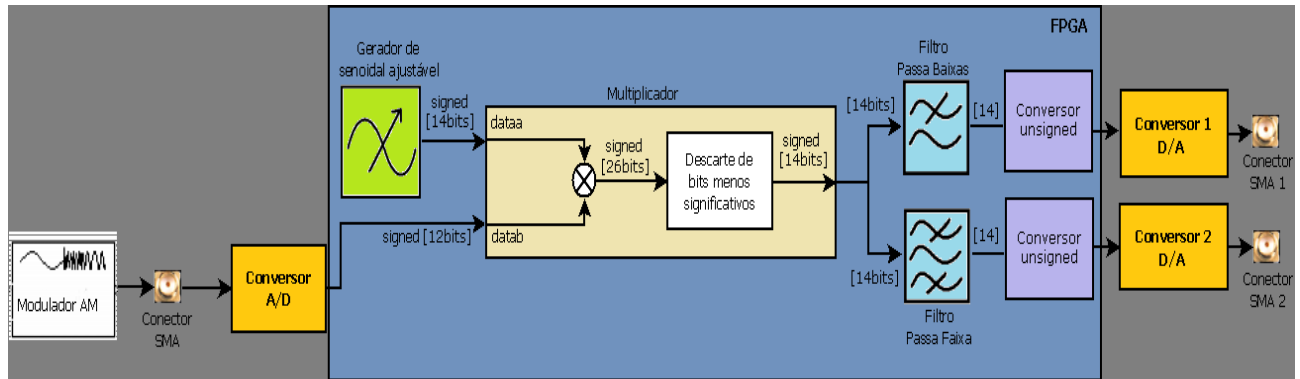 FPGA
Gerador de
senoidal ajustável
signed
[14bits]
Multiplicador
dataa
signed
[26bits]
Descarte de
bits menos
significativos
signed
[14bits]
datab
signed [12bits]
Modulador AM
Conector
SMA
Conversor
A/D
[14bits]
Filtro
Passa Baixas
[14]
Conversor
unsigned
Conversor 1
D/A
Conector
SMA 1
[14bits]
Filtro
Passa Faixa
[14]
Conversor
unsigned
Conversor 2
D/A
Conector
SMA 2